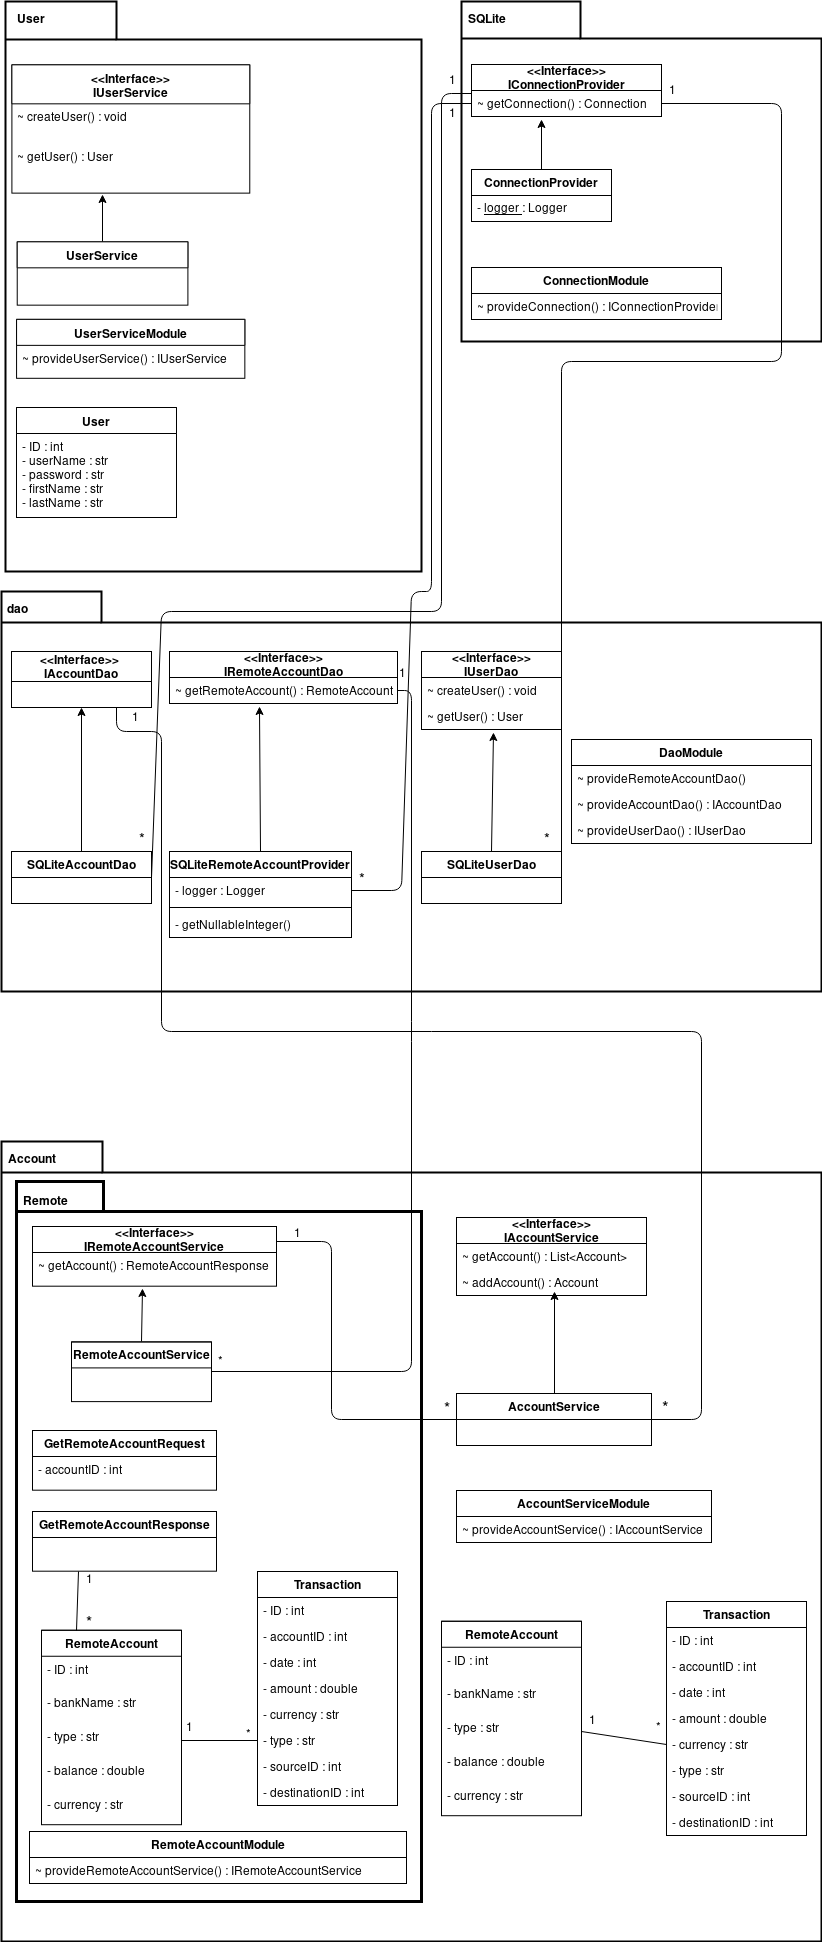 User
<<Interface>>
IUserService
~ createUser() : void
~ getUser() : User
UserService
UserServiceModule
~ provideUserService() : IUserService
User
- ID : int
- userName : str
- password : str
- firstName : str
- lastName : str
SQLite
<<Interface>>
IConnectionProvider
~ getConnection() : Connection
1
1
1
ConnectionProvider
- logger : Logger
ConnectionModule
~ provideConnection() : IConnectionProvide
dao
<<Interface>>
IAccountDao
1
<<Interface>>
IRemoteAccountDao
~ getRemoteAccount() : RemoteAccount
1
<<Interface>>
IUserDao
~ createUser() : void
~ getUser() : User
DaoModule
~ provideRemoteAccountDao()
~ provideAccountDao() : IAccountDao
~ provideUserDao() : IUserDao
*
SQLiteAccountDao
SQLiteRemoteAccountProvider
- logger : Logger
- getNullableInteger()
*
*
SQLiteUserDao
Account
Remote
<<Interface>>
IRemoteAccountService
~ getAccount() : RemoteAccountResponse
1
RemoteAccountService
*
GetRemoteAccountRequest
- accountID : int
GetRemoteAccountResponse
1
*
RemoteAccount
- ID : int
- bankName : str
- type : str
- balance : double
- currency : str
1
*
Transaction
- ID : int
- accountID : int
- date : int
- amount : double
- currency : str
- type : str
- sourceID : int
- destinationID : int
RemoteAccountModule
~ provideRemoteAccountService() : IRemoteAccountService
<<Interface>>
IAccountService
~ getAccount() : List<Account>
~ addAccount() : Account
*
AccountService
*
AccountServiceModule
~ provideAccountService() : IAccountService
RemoteAccount
- ID : int
- bankName : str
- type : str
- balance : double
- currency : str
1
*
Transaction
- ID : int
- accountID : int
- date : int
- amount : double
- currency : str
- type : str
- sourceID : int
- destinationID : int